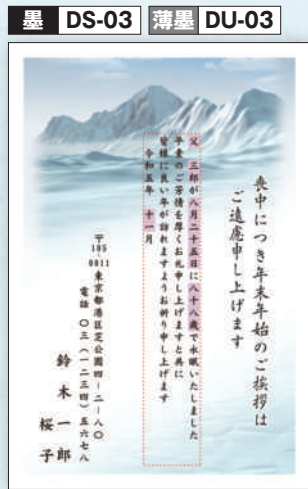 墨 DS-03 薄墨 DU-03
喪中につき年末年始のご挨拶は
ご遠慮申し上げます
父 三郎が八月二十五日に八十八歳で永眠いたしました
平素のご芳情を厚くお礼申し上げますと共に
皆様に良い年が訪れますようお祈り申し上げます
令和五年 十一月
〒105-0011 東京都港区芝公園四-二-八〇
電話 〇三(一二三四)五六七八
鈴木 一郎
桜子